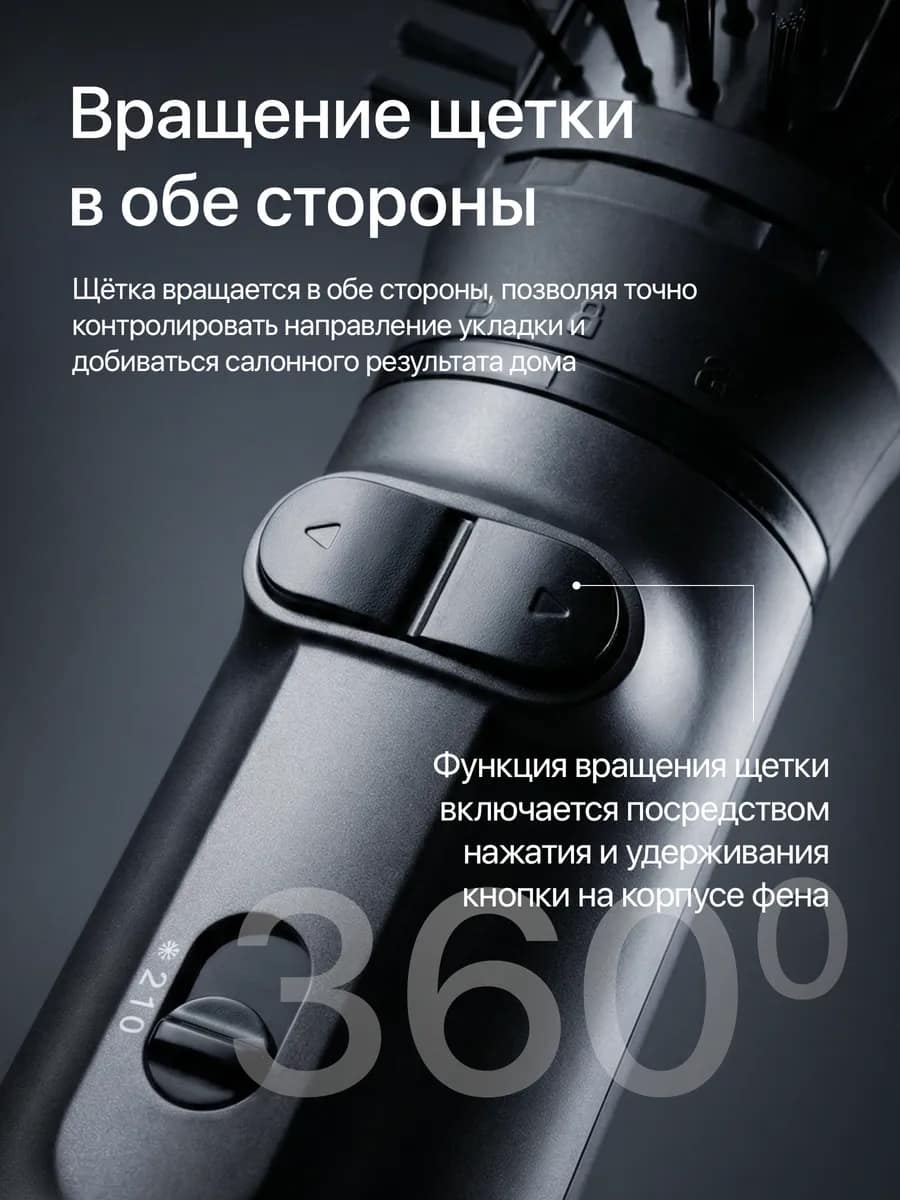 Вращение щетки
в обе стороны
Щётка вращается в обе стороны, позволяя точно
контролировать направление укладки и
добиваться салонного результата дома
Функция вращения щетки
включается посредством
нажатия и удерживания
кнопки на корпусе фена
360°
210